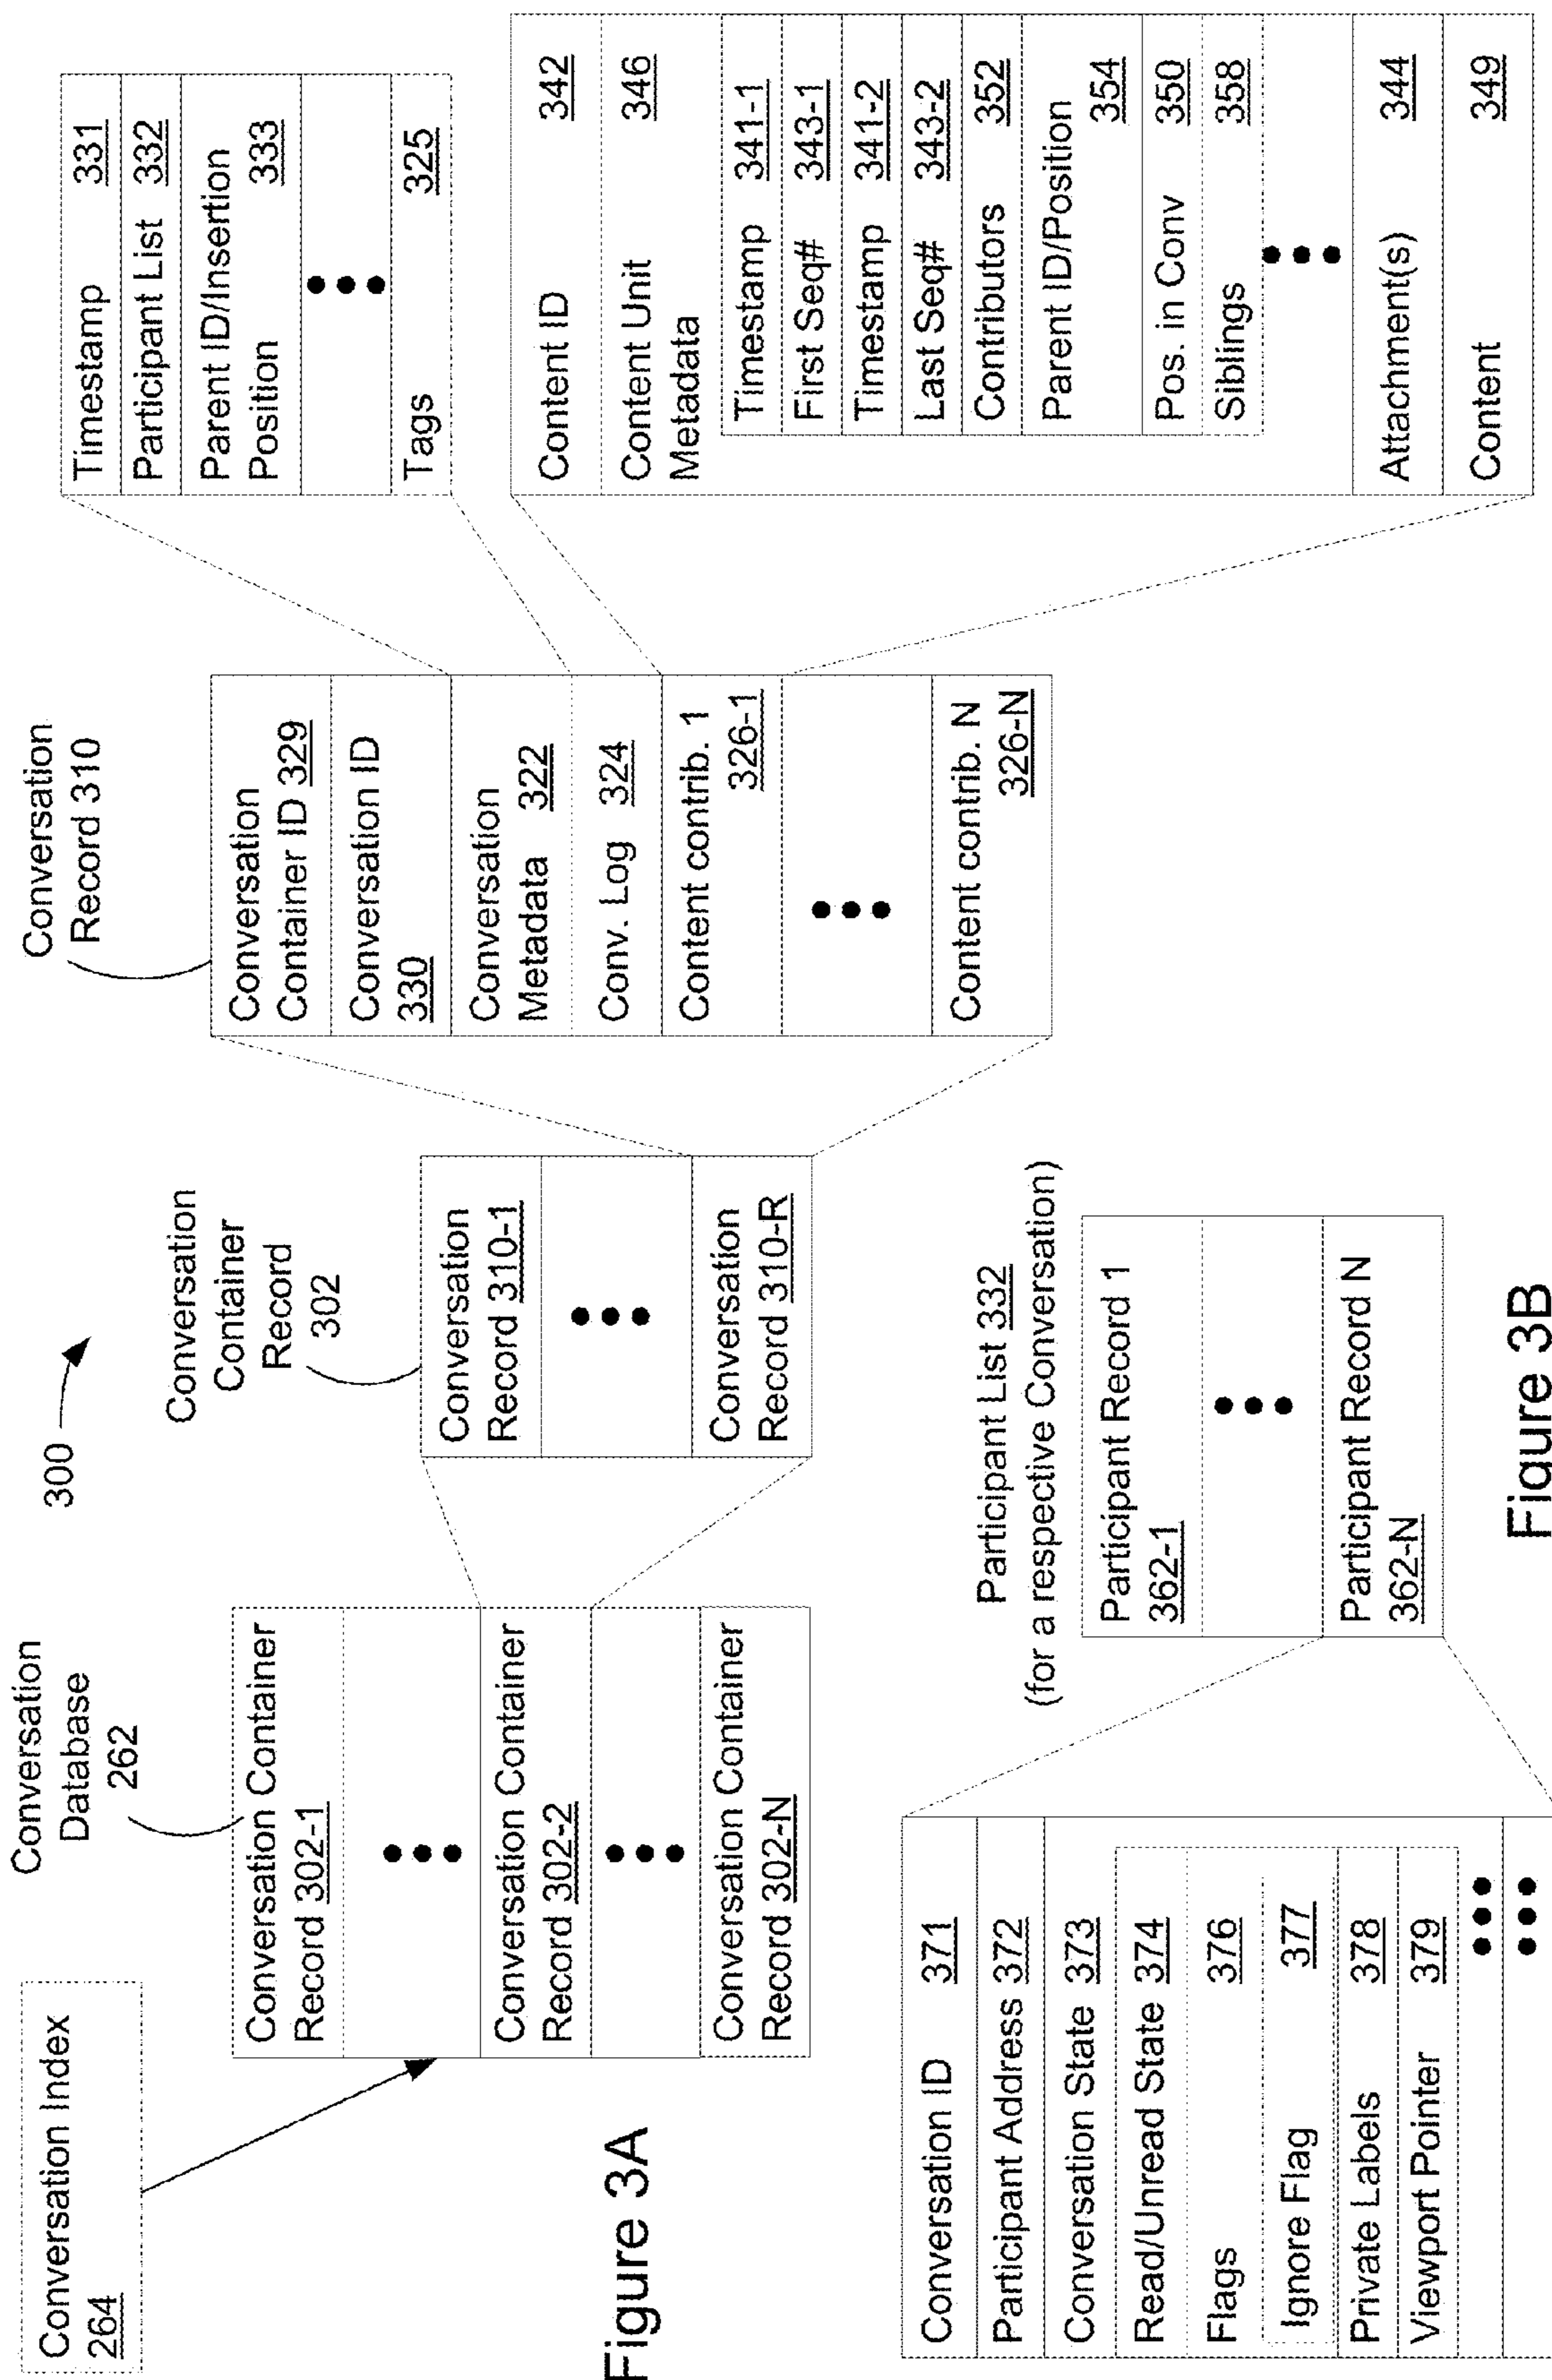 300
Conversation Index
264
Conversation
Database
262
Conversation Container
Record 302-1
Conversation Container
Record 302-2
Conversation Container
Record 302-N
Conversation
Container
Record
302
Conversation
Record 310-1
Conversation
Record 310-R
Conversation
Record 310
Conversation
Container ID 329
Conversation ID
330
Conversation
Metadata 322
Conv. Log 324
Content contrib. 1
326-1
Content contrib. N
326-N
Timestamp 331
Participant List 332
Parent ID/Insertion
Position 333
Tags 325
Content ID 342
Content Unit 346
Metadata
Timestamp 341-1
First Seq# 343-1
Timestamp 341-2
Last Seq# 343-2
Contributors 352
Parent ID/Position
354
Pos. in Conv 350
Siblings 358
Attachment(s) 344
Content 349
Figure 3A
Participant List 332
(for a respective Conversation)
Participant Record 1
362-1
Participant Record N
362-N
Conversation ID 371
Participant Address 372
Conversation State 373
Read/Unread State 374
Flags 376
Ignore Flag 377
Private Labels 378
Viewport Pointer 379
Figure 3B